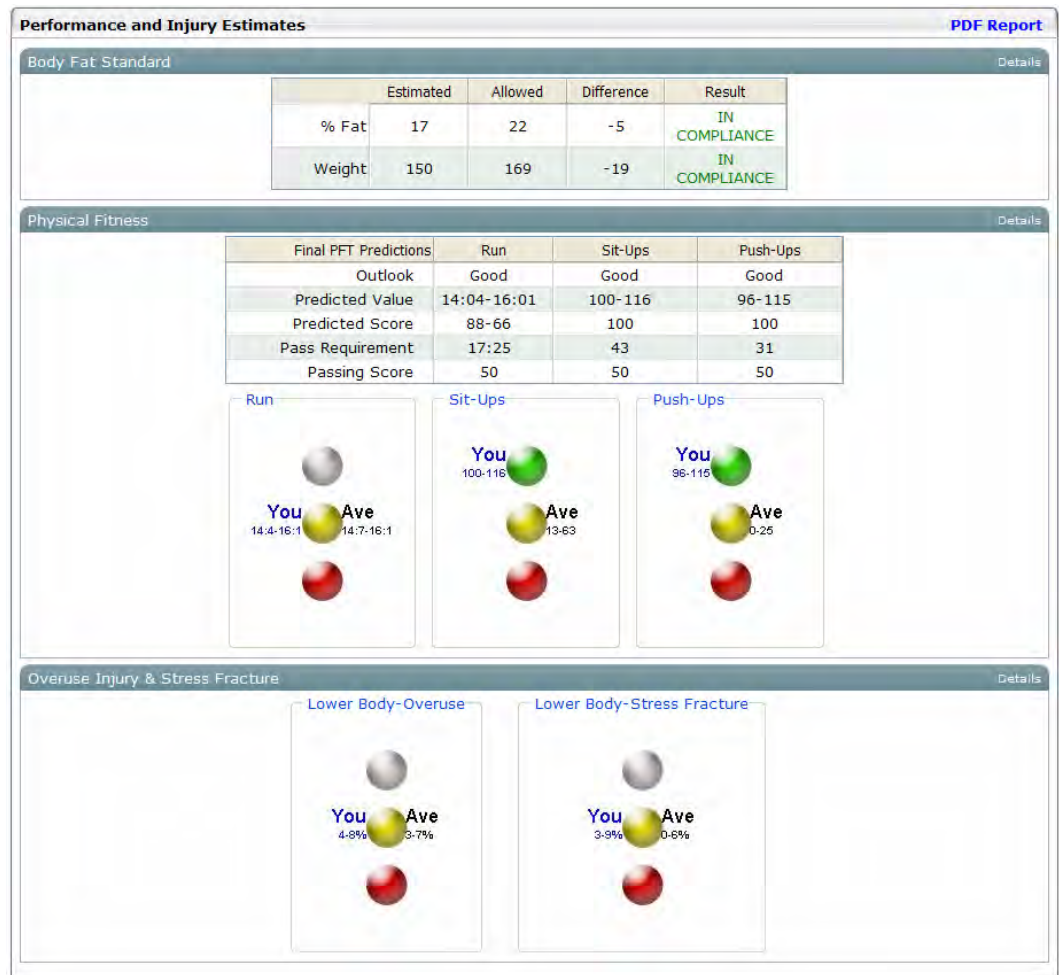 Performance and Injury Estimates PDF Report
Body Fat Standard Details
Estimated Allowed Difference Result
% Fat 17 22 -5 IN COMPLIANCE
Weight 150 169 -19 IN COMPLIANCE
Physical Fitness Details
Final PFT Predictions Run Sit-Ups Push-Ups
Outlook Good Good Good
Predicted Value 14:04-16:01 100-116 96-115
Predicted Score 88-66 100 100
Pass Requirement 17:25 43 31
Passing Score 50 50 50
Run Sit-Ups Push-Ups
You You
100-116 96-115
You Ave Ave Ave
14:4-16:1 14:7-16:1 13-63 0-25
Overuse Injury & Stress Fracture Details
Lower Body-Overuse Lower Body-Stress Fracture
You Ave You Ave
4-8% 3-7% 3-9% 0-6%